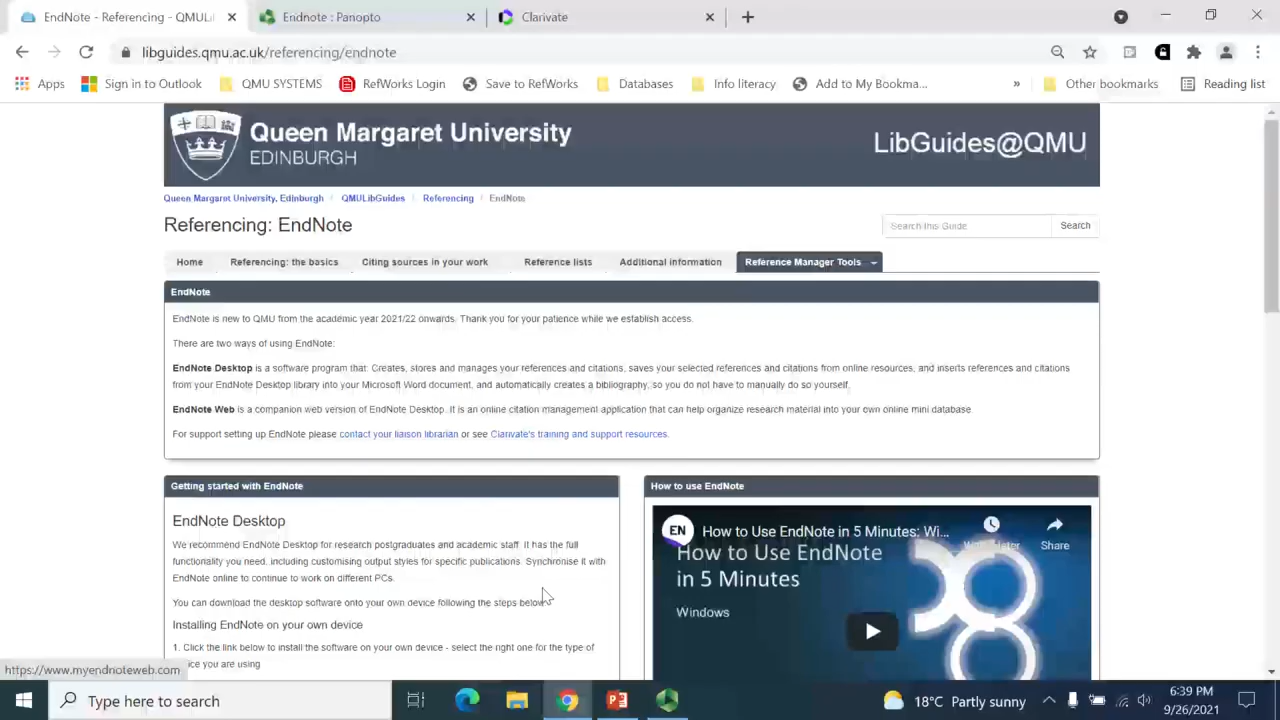 EndNote - Referencing - QMULi
Endnote : Panopto
Clarivate
libguides.qmu.ac.uk/referencing/endnote
Apps
Sign in to Outlook
QMU SYSTEMS
RefWorks Login
Save to RefWorks
Databases
Info literacy
Add to My Bookma...
»
Other bookmarks
Reading list
Queen Margaret University
EDINBURGH
LibGuides@QMU
Queen Margaret University, Edinburgh / QMULibGuides / Referencing / EndNote
Referencing: EndNote
Search this Guide
Search
Home
Referencing: the basics
Citing sources in your work
Reference lists
Additional information
Reference Manager Tools
EndNote
EndNote is new to QMU from the academic year 2021/22 onwards. Thank you for your patience while we establish access.
There are two ways of using EndNote:
EndNote Desktop is a software program that: Creates, stores and manages your references and citations, saves your selected references and citations from online resources, and inserts references and citations
from your EndNote Desktop library into your Microsoft Word document, and automatically creates a bibliography, so you do not have to manually do so yourself.
EndNote Web is a companion web version of EndNote Desktop. It is an online citation management application that can help organize research material into your own online mini database.
For support setting up EndNote please contact your liaison librarian or see Clarivate's training and support resources.
Getting started with EndNote
EndNote Desktop
We recommend EndNote Desktop for research postgraduates and academic staff. It has the full
functionality you need, including customising output styles for specific publications. Synchronise it with
EndNote online to continue to work on different PCs.
You can download the desktop software onto your own device following the steps below
Installing EndNote on your own device
1. Click the link below to install the software on your own device - select the right one for the type of
ice you are using
How to use EndNote
EN
How to Use EndNote in 5 Minutes: Wi...
Share
How to Use EndNote
in 5 Minutes
Windows
https://www.myendnoteweb.com
Type here to search
18°C Partly sunny
6:39 PM
9/26/2021